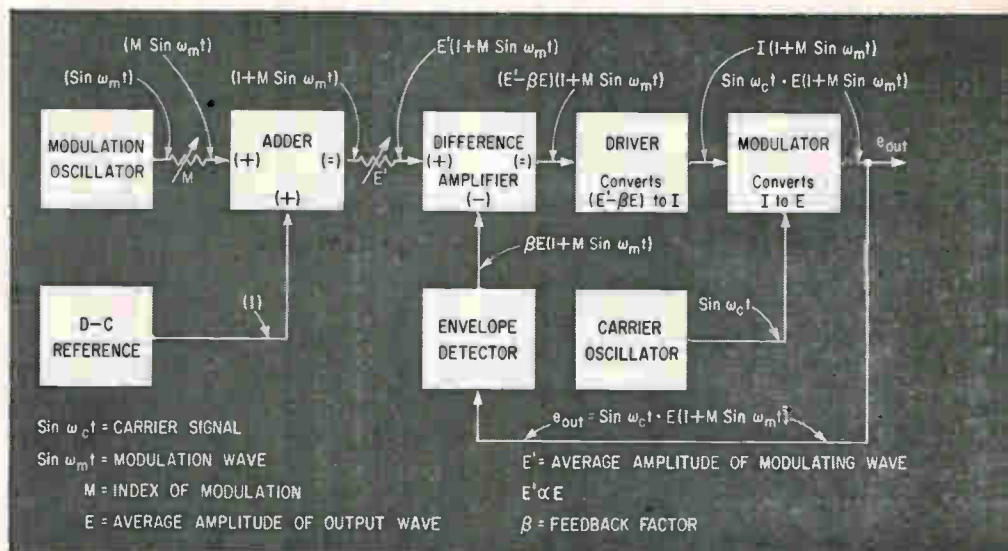 (M Sin ωmt)
(Sin ωmt)
(1+M Sin ωmt)
E'(1+M Sin ωmt)
(E'-βE)(1+M Sin ωmt)
I(1+M Sin ωmt)
Sin ωct · E(1+M Sin ωmt)
MODULATION
OSCILLATOR
M
ADDER
(+) (=)
(+)
E'
DIFFERENCE
(+) (=)
AMPLIFIER
(-)
DRIVER
Converts
(E'-βE) to I
MODULATOR
Converts
I to E
eout
βE(1+M Sin ωmt)
D-C
REFERENCE
(1)
ENVELOPE
DETECTOR
CARRIER
OSCILLATOR
Sin ωct
eout = Sin ωct · E(1+M Sin ωmt)
Sin ωct = CARRIER SIGNAL
Sin ωmt = MODULATION WAVE
M = INDEX OF MODULATION
E = AVERAGE AMPLITUDE OF OUTPUT WAVE
E' = AVERAGE AMPLITUDE OF MODULATING WAVE
E' ∝ E
β = FEEDBACK FACTOR